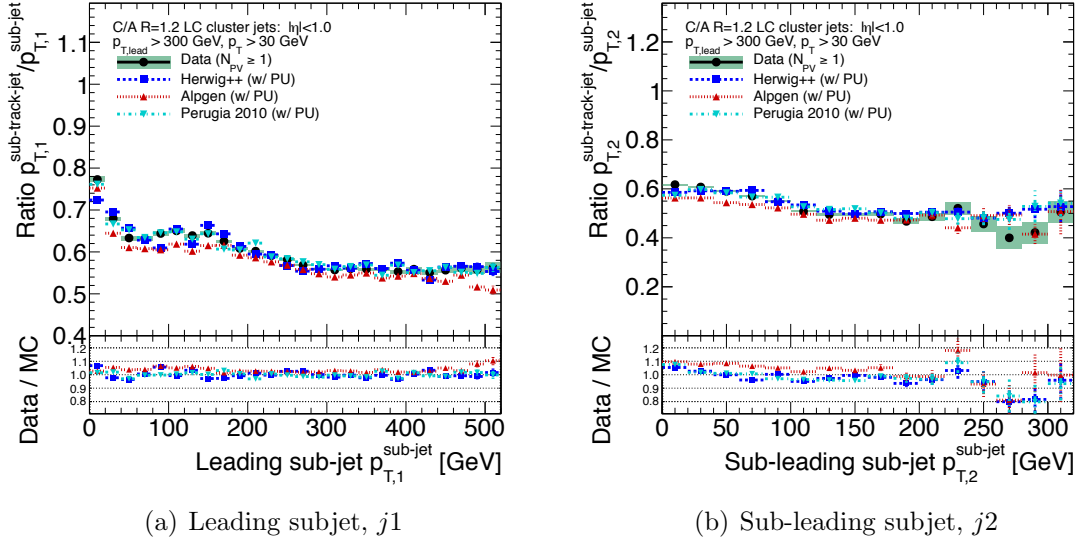 C/A R=1.2 LC cluster jets: |η|<1.0
p_T,lead > 300 GeV, p_T > 30 GeV
Data (N_PV ≥ 1)
Herwig++ (w/ PU)
Alpgen (w/ PU)
Perugia 2010 (w/ PU)
Ratio p_T,1^sub-track-jet/p_T,1^sub-jet
1.1
1
0.9
0.8
0.7
0.6
0.5
0.4
Data / MC
1.2
1.1
1.0
0.9
0.8
0 100 200 300 400 500
Leading sub-jet p_T,1^sub-jet [GeV]
(a) Leading subjet, j1
C/A R=1.2 LC cluster jets: |η|<1.0
p_T,lead > 300 GeV, p_T > 30 GeV
Data (N_PV ≥ 1)
Herwig++ (w/ PU)
Alpgen (w/ PU)
Perugia 2010 (w/ PU)
Ratio p_T,2^sub-track-jet/p_T,2^sub-jet
1.2
1
0.8
0.6
0.4
0.2
Data / MC
1.2
1.1
1.0
0.9
0.8
0 50 100 150 200 250 300
Sub-leading sub-jet p_T,2^sub-jet [GeV]
(b) Sub-leading subjet, j2